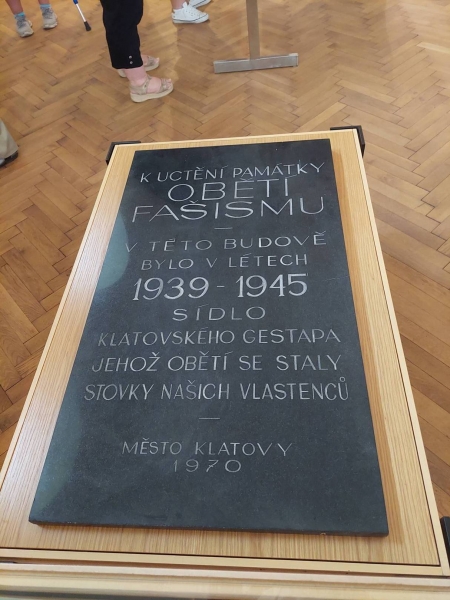 K UCTĚNÍ PAMÁTKY
OBĚTÍ
FAŠISMU
—
V TÉTO BUDOVĚ
BYLO V LÉTECH
1939 - 1945
SÍDLO
KLATOVSKÉHO GESTAPA
JEHOŽ OBĚTÍ SE STALY
STOVKY NAŠICH VLASTENCŮ
—
MĚSTO KLATOVY
1970